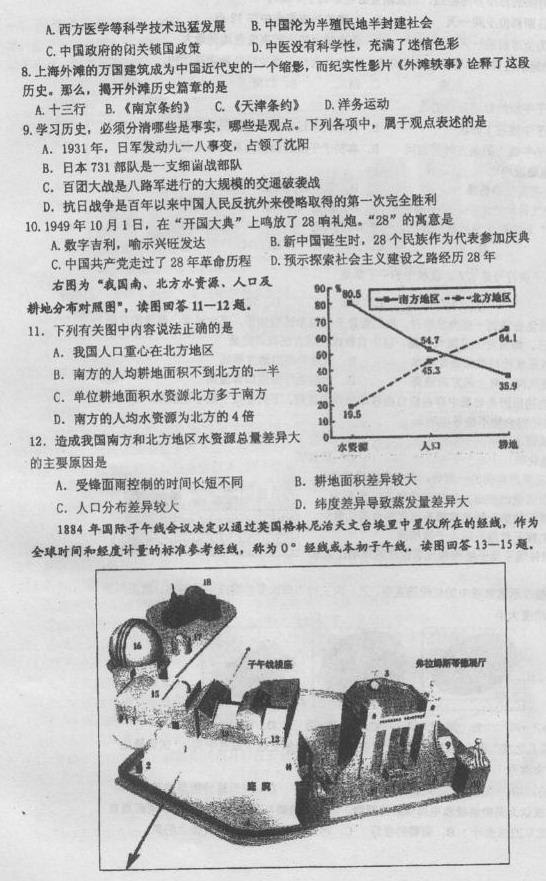 A.西方医学等科学技术迅猛发展 B.中国沦为半殖民地半封建社会
C.中国政府的闭关锁国政策 D.中医没有科学性，充满了迷信色彩
8.上海外滩的万国建筑成为中国近代史的一个缩影，而纪实性影片《外滩轶事》诠释了这段
历史。那么，揭开外滩历史篇章的是
A.十三行 B.《南京条约》 C.《天津条约》 D.洋务运动
9.学习历史，必须分清哪些是事实，哪些是观点。下列各项中，属于观点表述的是
A．1931年，日军发动九一八事变，占领了沈阳
B．日本731部队是一支细菌战部队
C．百团大战是八路军进行的大规模的交通破袭战
D．抗日战争是百年以来中国人民反抗外来侵略取得的第一次完全胜利
10.1949年10月1日，在“开国大典”上鸣放了28响礼炮。“28”的寓意是
A.数字吉利，喻示兴旺发达 B.新中国诞生时，28个民族作为代表参加庆典
C.中国共产党走过了28年革命历程 D.预示探索社会主义建设之路经历28年
右图为“我国南、北方水资源、人口及
耕地分布对照图”，读图回答11—12题。
11．下列有关图中内容说法正确的是
A．我国人口重心在北方地区
B．南方的人均耕地面积不到北方的一半
C．单位耕地面积水资源北方多于南方
D．南方的人均水资源为北方的4倍
12．造成我国南方和北方地区水资源总量差异大
的主要原因是
A．受锋面雨控制的时间长短不同 B．耕地面积差异大
C．人口分布差异较大 D．纬度差异导致蒸发量差异大
90 %
80
70
60
50
40
30
20
10
0
80.5
南方地区 北方地区
54.7
64.1
45.3
35.9
19.5
水资源 人口 耕地
1884年国际子午线会议决定以通过英国格林尼治天文台埃里中星仪所在的经线，作为
全球时间和经度计量的标准参考经线，称为0°经线或本初子午线。读图回答13—15题。
18
17
16
15
子午线楼座 弗拉姆斯蒂德展厅
3
13
1
2
14
庭院